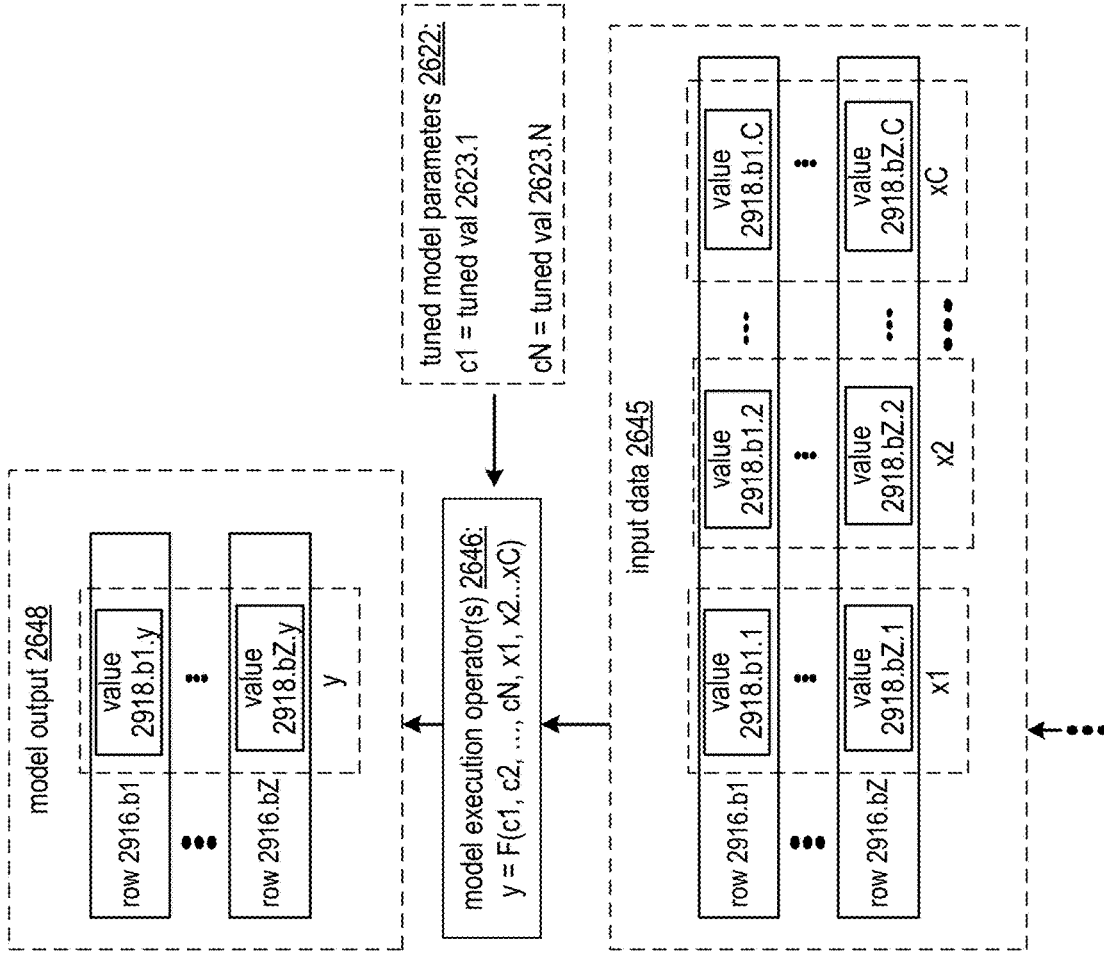 model output 2648
row 2916.b1
value
2918.b1.y
row 2916.bZ
value
2918.bZ.y
y
model execution operator(s) 2646:
y = F(c1, c2, ..., cN, x1, x2...xC)
tuned model parameters 2622:
c1 = tuned val 2623.1
cN = tuned val 2623.N
input data 2645
row 2916.b1
value
2918.b1.1
value
2918.b1.2
value
2918.b1.C
row 2916.bZ
value
2918.bZ.1
value
2918.bZ.2
value
2918.bZ.C
x1
x2
xC